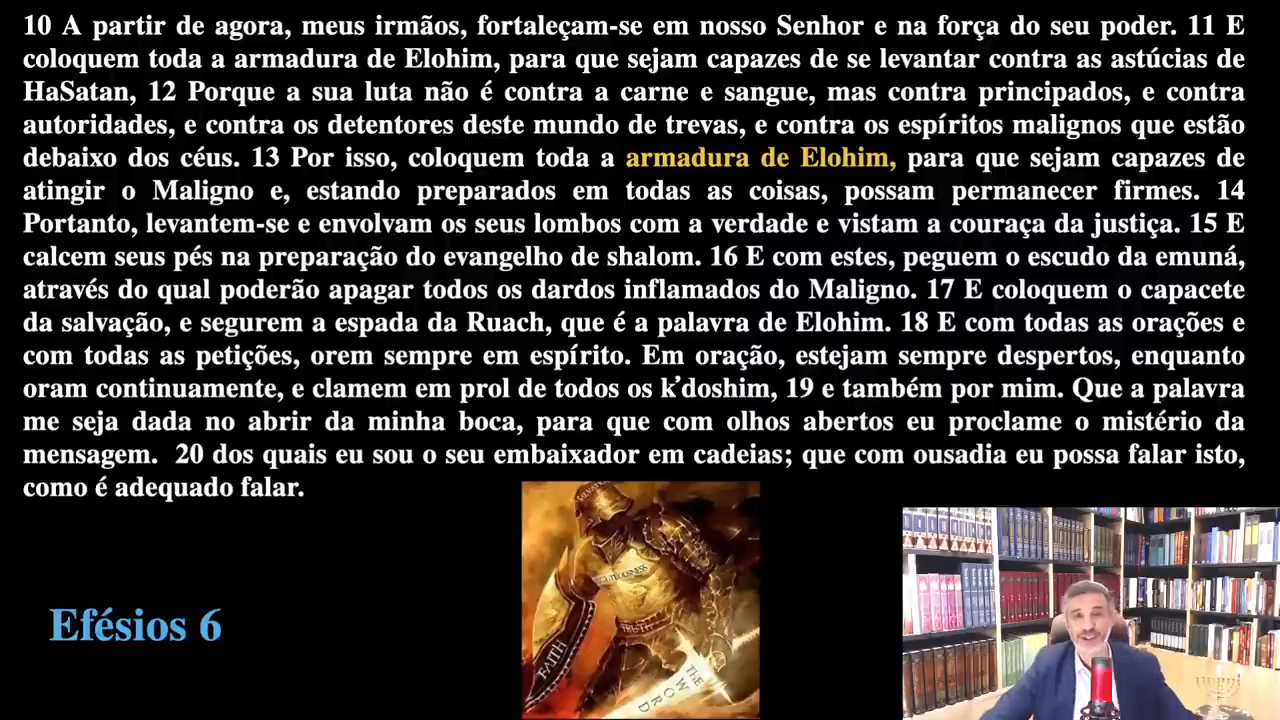 10 A partir de agora, meus irmãos, fortaleçam-se em nosso Senhor e na força do seu poder. 11 E
coloquem toda a armadura de Elohim, para que sejam capazes de se levantar contra as astúcias de
HaSatan, 12 Porque a sua luta não é contra a carne e sangue, mas contra principados, e contra
autoridades, e contra os detentores deste mundo de trevas, e contra os espíritos malignos que estão
debaixo dos céus. 13 Por isso, coloquem toda a armadura de Elohim, para que sejam capazes de
atingir o Maligno e, estando preparados em todas as coisas, possam permanecer firmes. 14
Portanto, levantem-se e envolvam os seus lombos com a verdade e vistam a couraça da justiça. 15 E
calcem seus pés na preparação do evangelho de shalom. 16 E com estes, peguem o escudo da emuná,
através do qual poderão apagar todos os dardos inflamados do Maligno. 17 E coloquem o capacete
da salvação, e segurem a espada da Ruach, que é a palavra de Elohim. 18 E com todas as orações e
com todas as petições, orem sempre em espírito. Em oração, estejam sempre despertos, enquanto
oram continuamente, e clamem em prol de todos os k’doshim, 19 e também por mim. Que a palavra
me seja dada no abrir da minha boca, para que com olhos abertos eu proclame o mistério da
mensagem. 20 dos quais eu sou o seu embaixador em cadeias; que com ousadia eu possa falar isto,
como é adequado falar.
Efésios 6
TRUTH
FAITH
THE
WORD